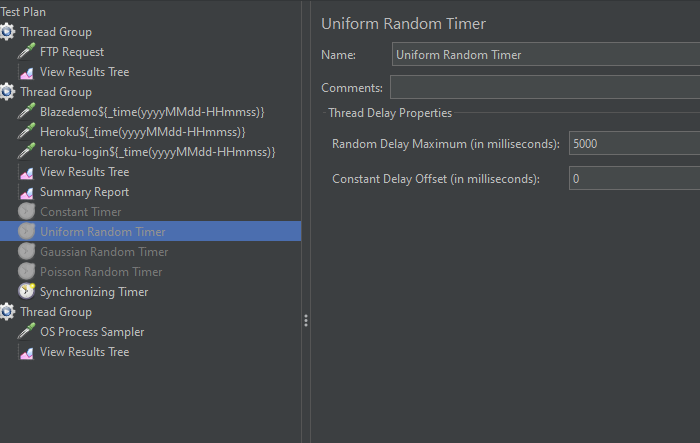 Test Plan
Thread Group
FTP Request
View Results Tree
Thread Group
Blazedemo${_time(yyyyMMdd-HHmmss)}
Heroku${_time(yyyyMMdd-HHmmss)}
heroku-login${_time(yyyyMMdd-HHmmss)}
View Results Tree
Summary Report
Constant Timer
Uniform Random Timer
Gaussian Random Timer
Poisson Random Timer
Synchronizing Timer
Thread Group
OS Process Sampler
View Results Tree
Uniform Random Timer
Name: Uniform Random Timer
Comments:
Thread Delay Properties
Random Delay Maximum (in milliseconds): 5000
Constant Delay Offset (in milliseconds): 0